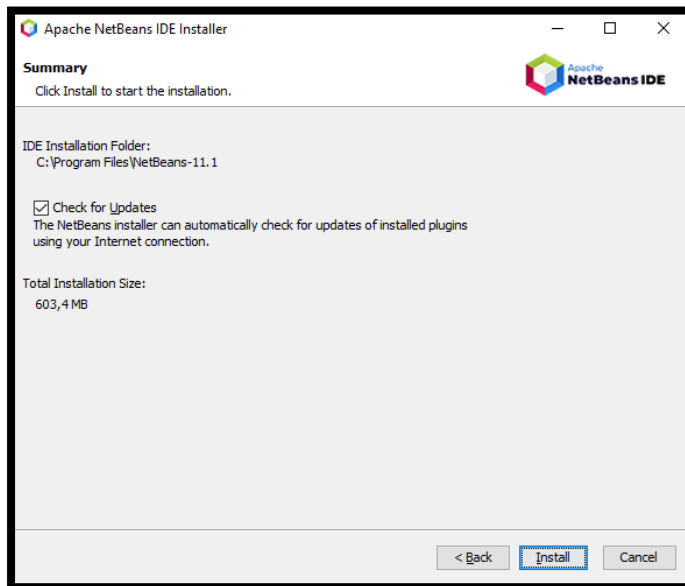 Apache NetBeans IDE Installer
Summary
Click Install to start the installation.
Apache
NetBeans IDE
IDE Installation Folder:
C:\Program Files\NetBeans-11.1
Check for Updates
The NetBeans installer can automatically check for updates of installed plugins
using your Internet connection.
Total Installation Size:
603,4 MB
< Back
Install
Cancel